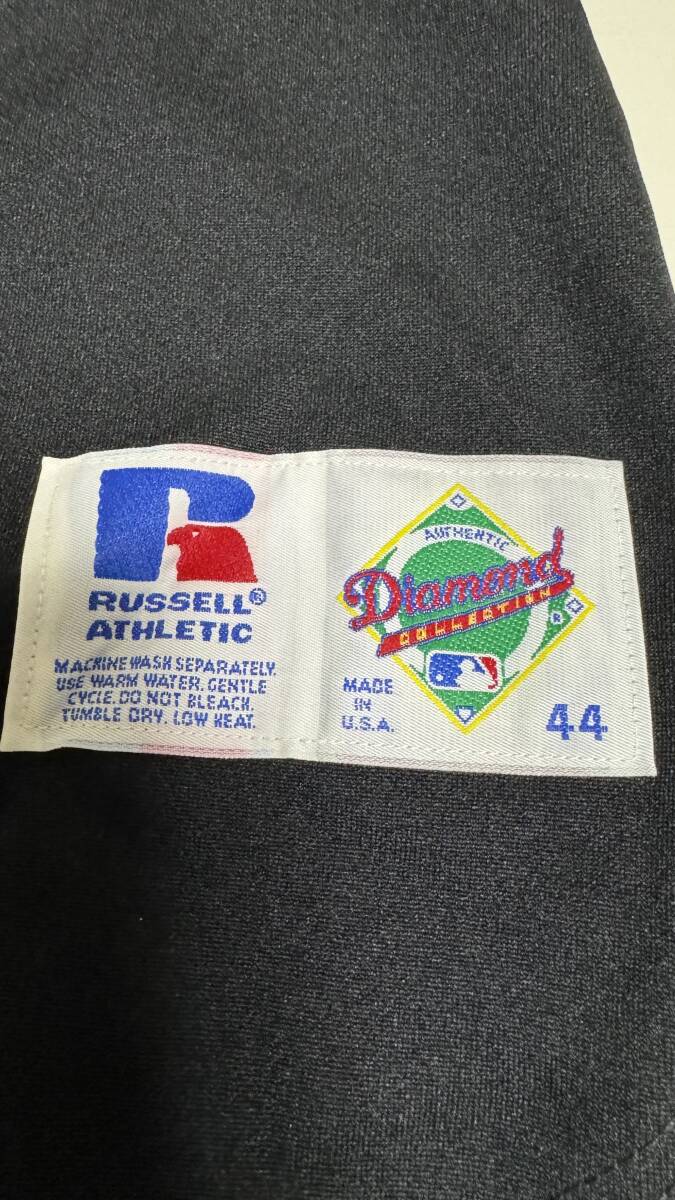 RUSSELL®
ATHLETIC
MACHINE WASH SEPARATELY.
USE WARM WATER. GENTLE
CYCLE. DO NOT BLEACH.
TUMBLE DRY. LOW HEAT.
AUTHENTIC
Diamond
COLLECTION
®
MADE
IN
U.S.A.
44